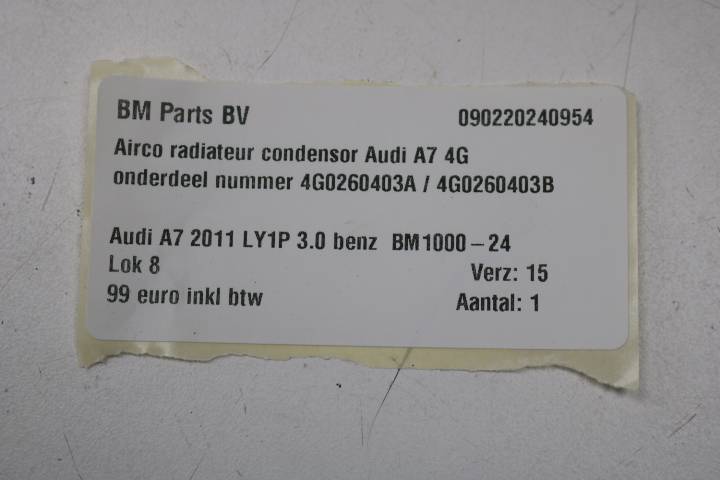 BM Parts BV 090220240954
Airco radiateur condensor Audi A7 4G
onderdeel nummer 4G0260403A / 4G0260403B
Audi A7 2011 LY1P 3.0 benz BM1000-24
Lok 8 Verz: 15
99 euro inkl btw Aantal: 1